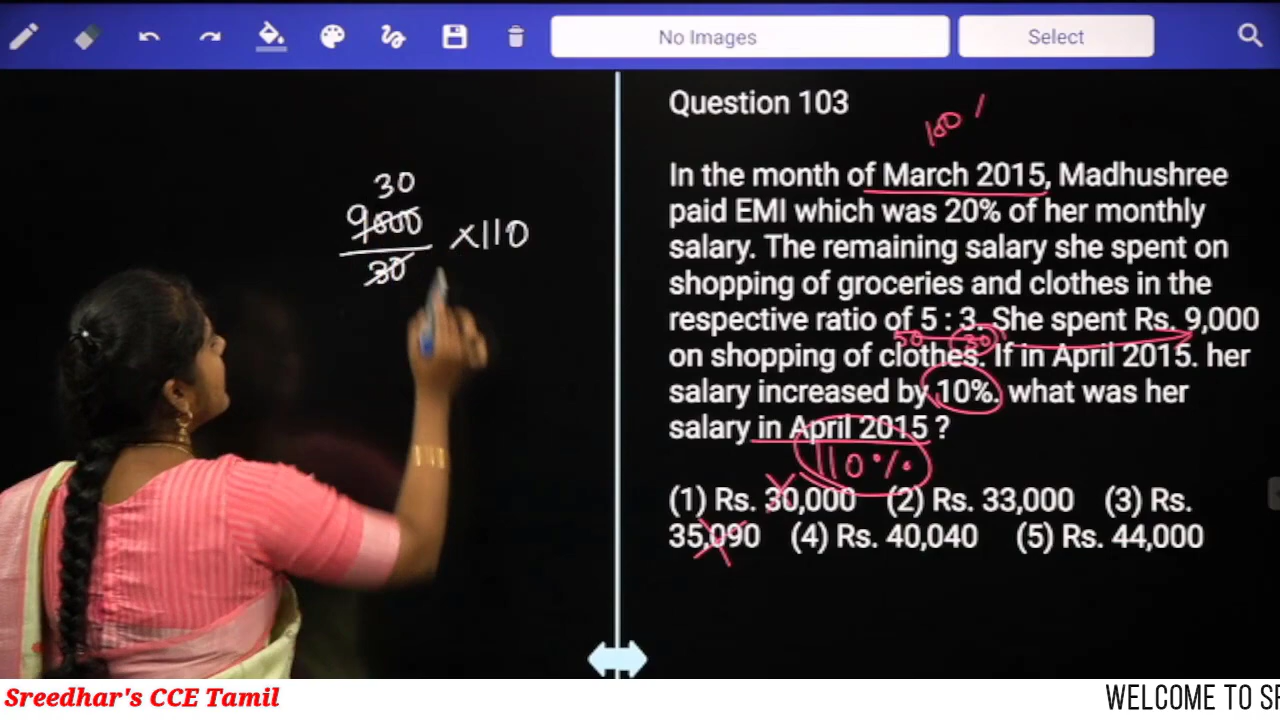 No Images
Select
Question 103
100 /
In the month of March 2015, Madhushree
paid EMI which was 20% of her monthly
salary. The remaining salary she spent on
shopping of groceries and clothes in the
respective ratio of 5 : 3. She spent Rs. 9,000
50 30
on shopping of clothes. If in April 2015. her
salary increased by 10%. what was her
salary in April 2015 ?
110%
(1) Rs. 30,000 (2) Rs. 33,000 (3) Rs.
35,090 (4) Rs. 40,040 (5) Rs. 44,000
30
9000
×110
30
Sreedhar's CCE Tamil
WELCOME TO